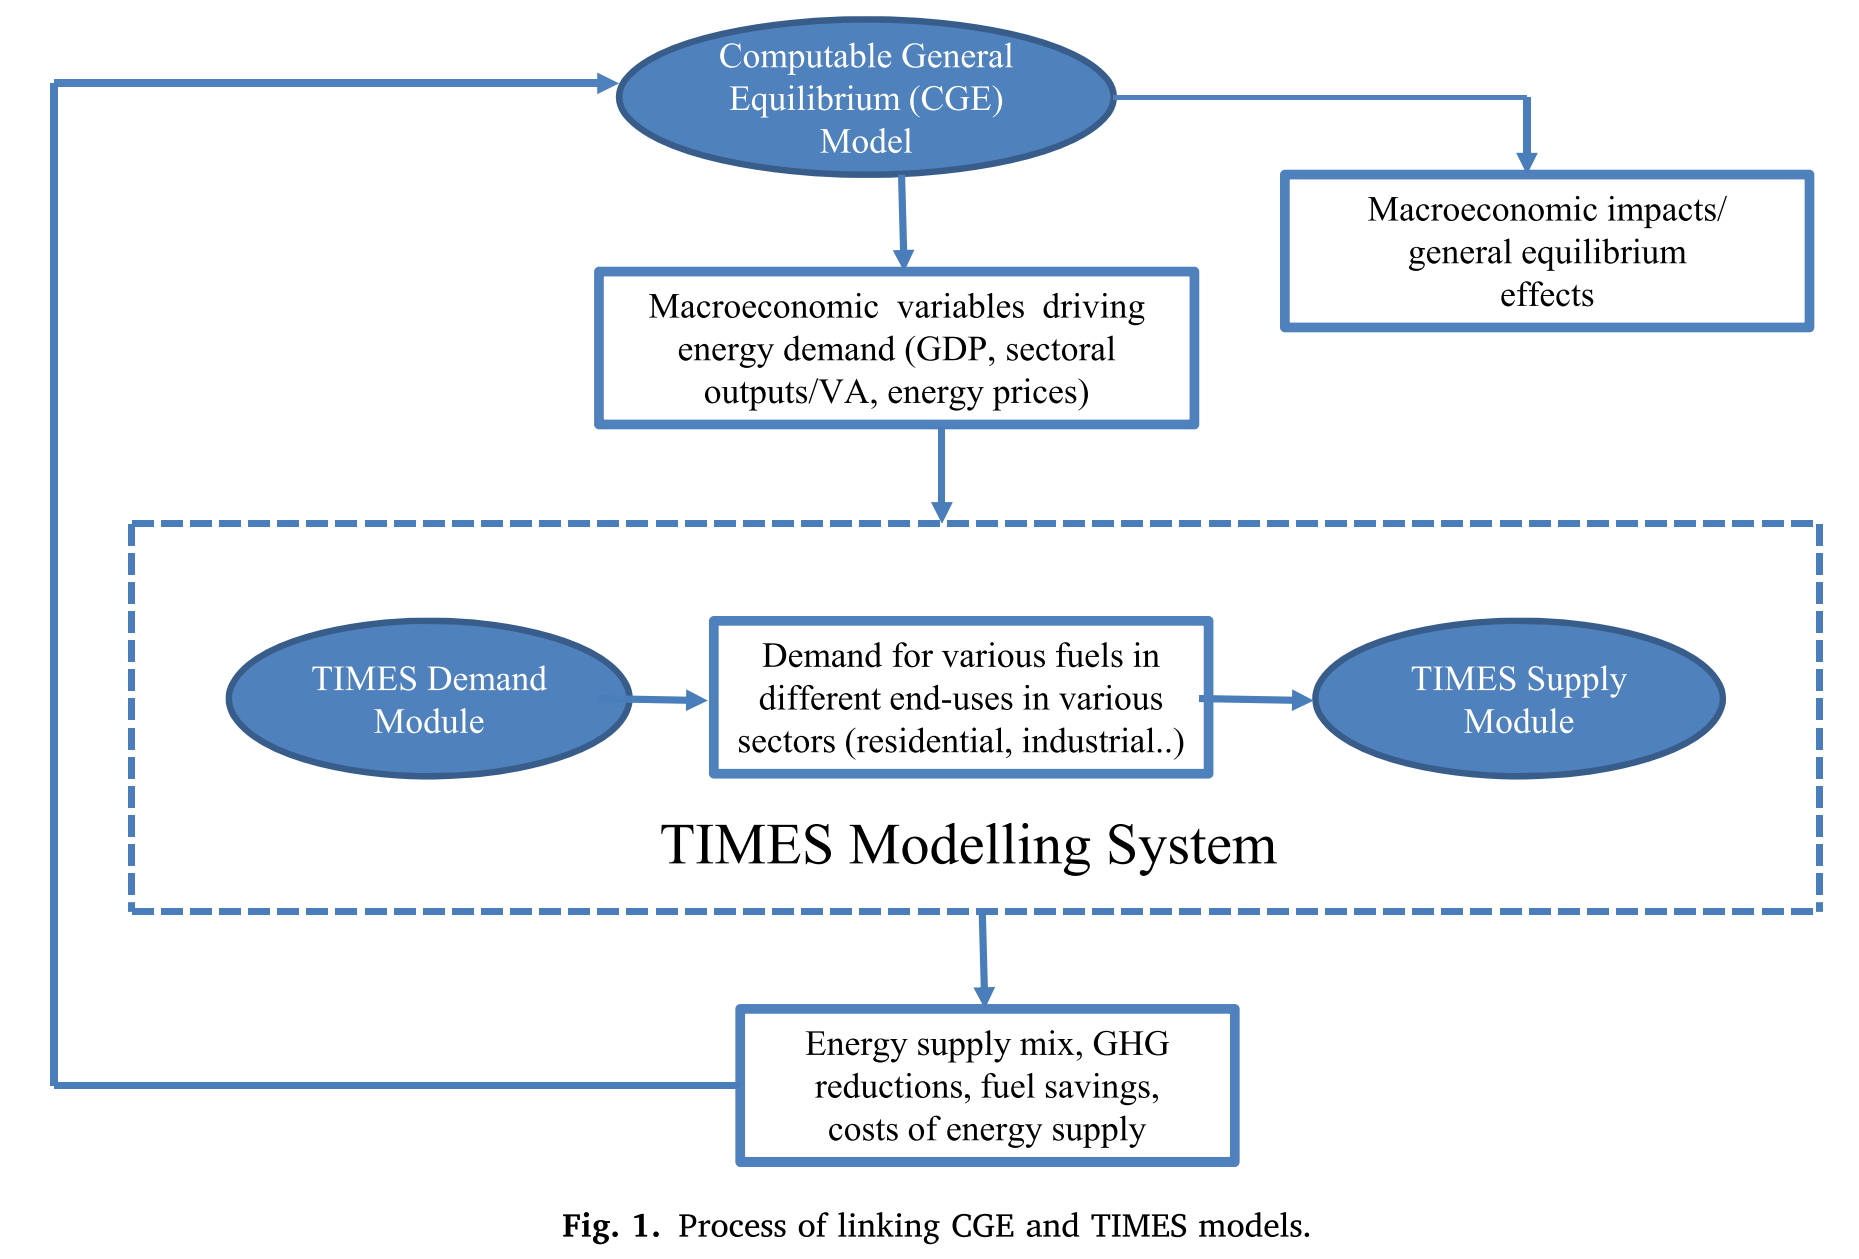 Computable General
Equilibrium (CGE)
Model
Macroeconomic impacts/
general equilibrium
effects
Macroeconomic variables driving
energy demand (GDP, sectoral
outputs/VA, energy prices)
TIMES Demand
Module
Demand for various fuels in
different end-uses in various
sectors (residential, industrial..)
TIMES Supply
Module
TIMES Modelling System
Energy supply mix, GHG
reductions, fuel savings,
costs of energy supply
Fig. 1. Process of linking CGE and TIMES models.